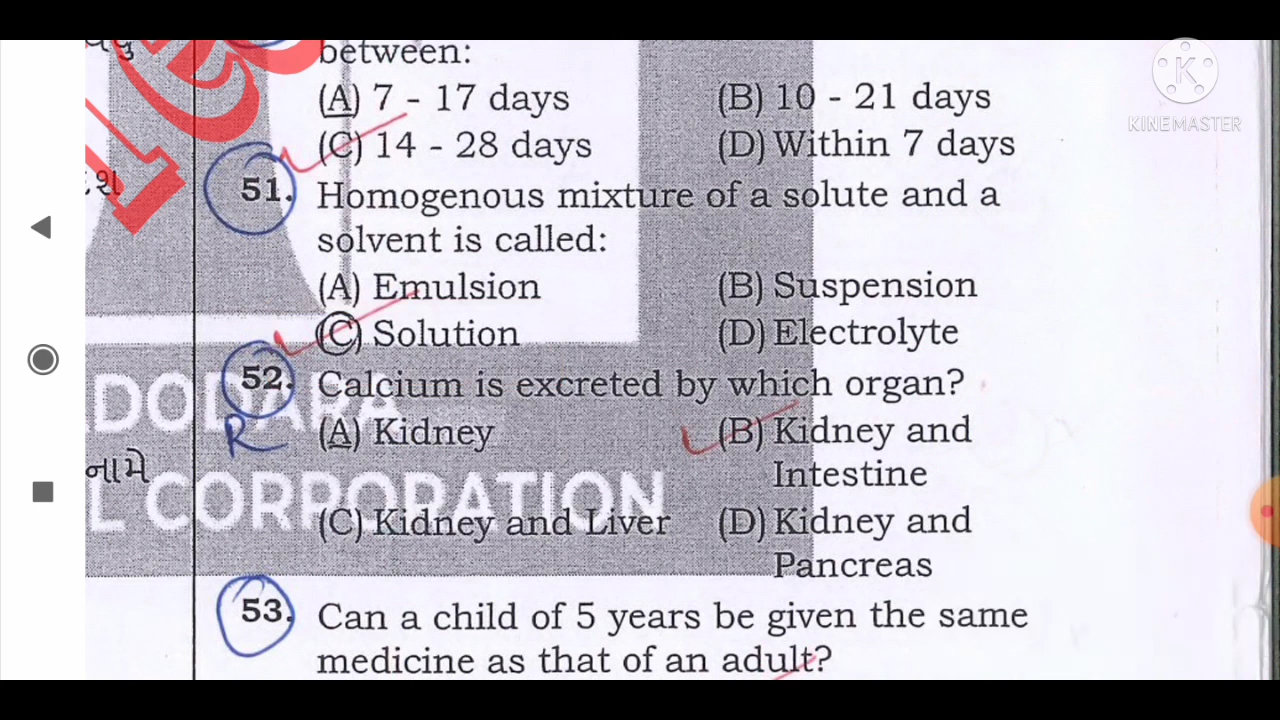 between:
(A) 7 - 17 days (B) 10 - 21 days
(C) 14 - 28 days (D) Within 7 days
51. Homogenous mixture of a solute and a
solvent is called:
(A) Emulsion (B) Suspension
(C) Solution (D) Electrolyte
52. Calcium is excreted by which organ?
R (A) Kidney (B) Kidney and
Intestine
(C) Kidney and Liver (D) Kidney and
Pancreas
53. Can a child of 5 years be given the same
medicine as that of an adult?
નામે
DODARA
L CORPORATION
K
KINEMASTER